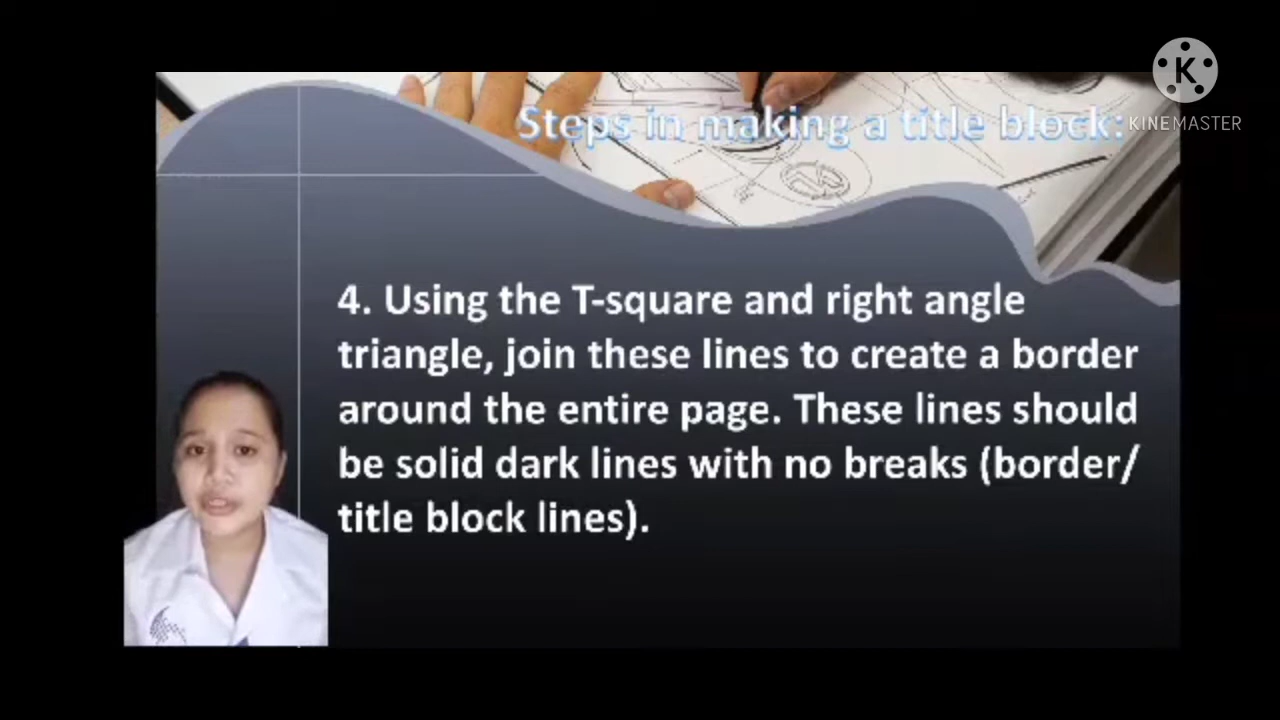 K
KINEMASTER
Steps in making a title block:
4. Using the T-square and right angle
triangle, join these lines to create a border
around the entire page. These lines should
be solid dark lines with no breaks (border/
title block lines).